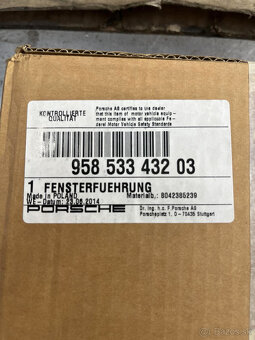 KONTROLLIERTE
QUALITÄT
Porsche AG certifies to the dealer
that this item of motor vehicle equip-
ment complies with all applicable Fe-
deral Motor Vehicle Safety Standards
958 533 432 03
1 FENSTERFUEHRUNG
Made in POLAND
Materialb.: 8042385239
WE-Datum: 23.06.2014
PORSCHE
Dr. Ing. h.c. F. Porsche AG
Porscheplatz 1, D - 70435 Stuttgart